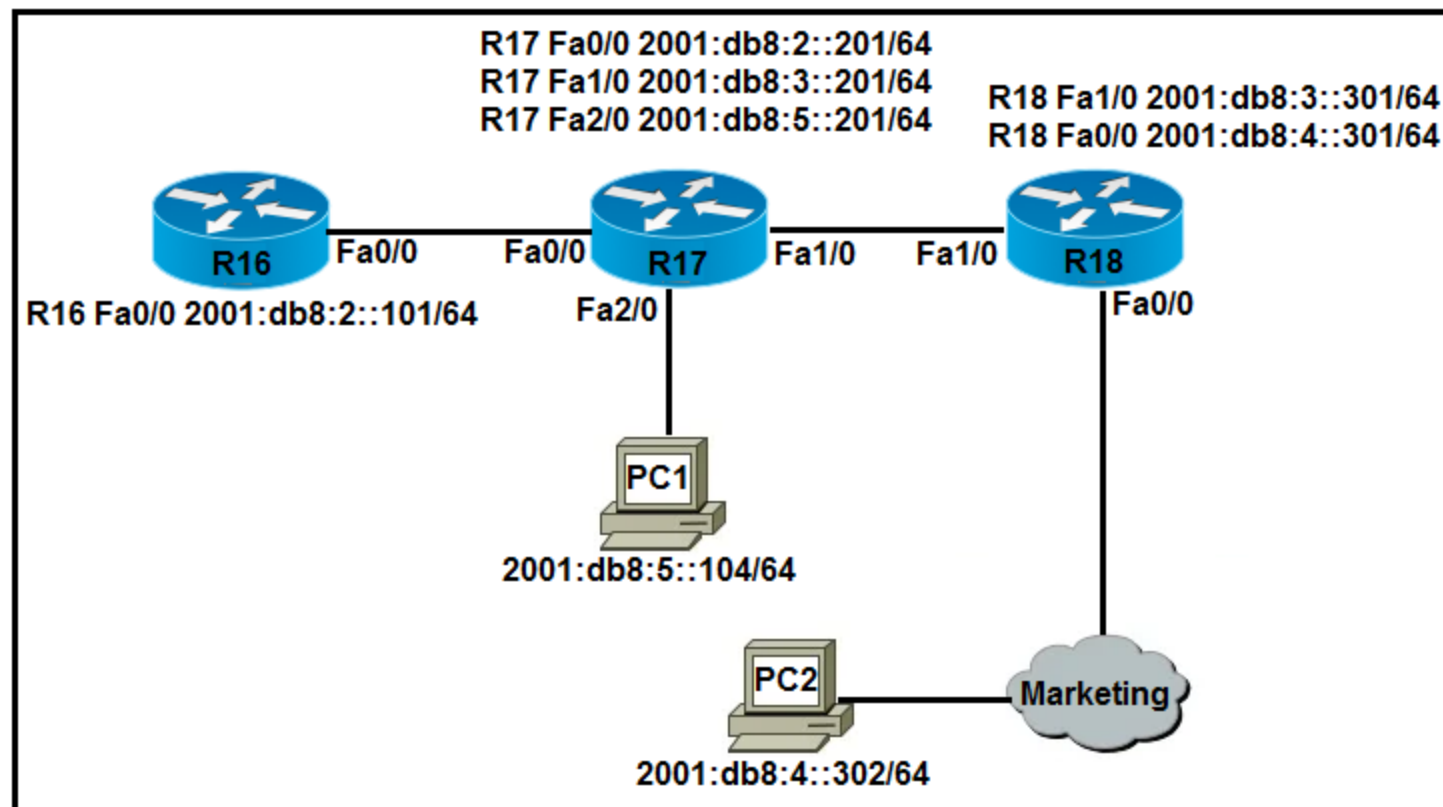 R17 Fa0/0 2001:db8:2::201/64
R17 Fa1/0 2001:db8:3::201/64
R17 Fa2/0 2001:db8:5::201/64
R18 Fa1/0 2001:db8:3::301/64
R18 Fa0/0 2001:db8:4::301/64
R16
Fa0/0
Fa0/0
R17
Fa1/0
Fa1/0
R18
R16 Fa0/0 2001:db8:2::101/64
Fa2/0
Fa0/0
PC1
2001:db8:5::104/64
PC2
Marketing
2001:db8:4::302/64